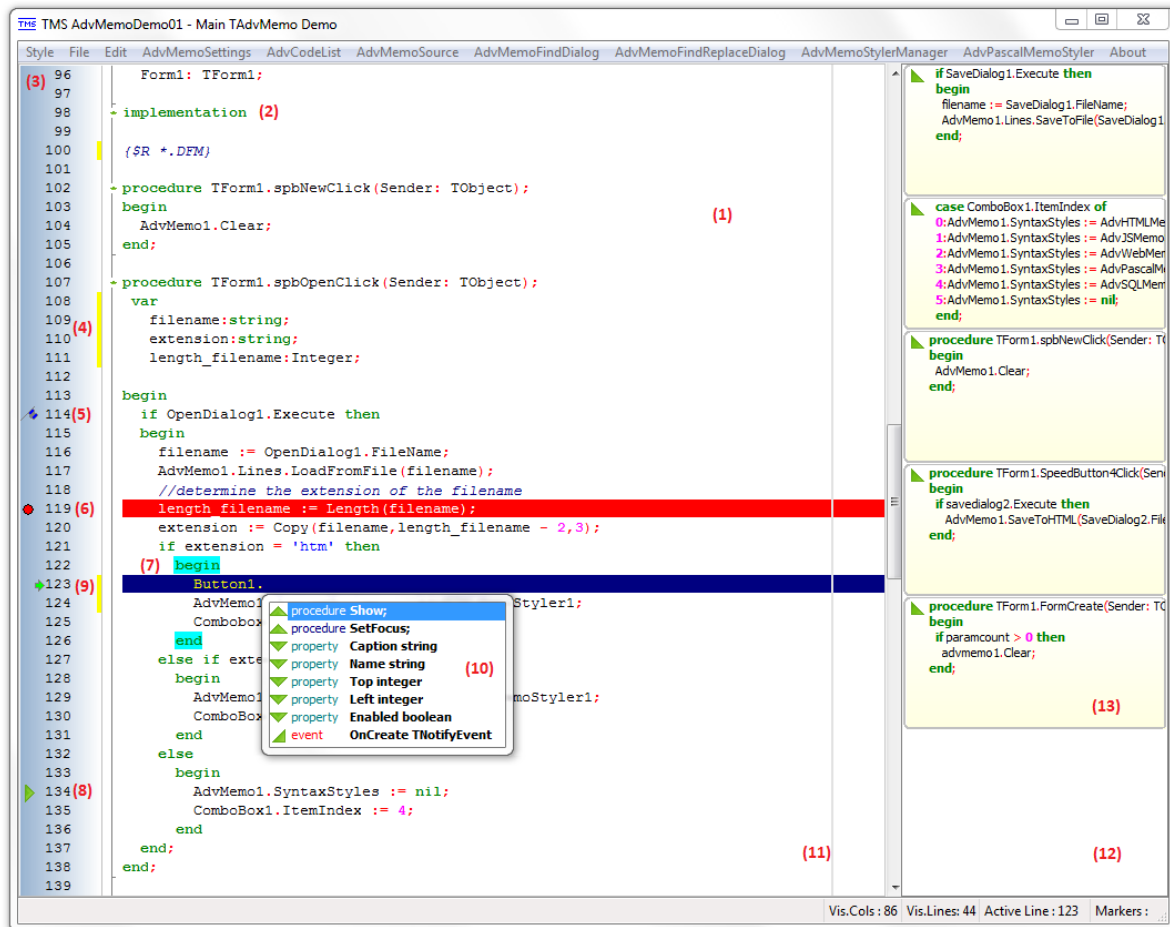 TMS TMS AdvMemoDemo01 - Main TAdvMemo Demo
Style File Edit AdvMemoSettings AdvCodeList AdvMemoSource AdvMemoFindDialog AdvMemoFindReplaceDialog AdvMemoStylerManager AdvPascalMemoStyler About
(3) 96 Form1: TForm1;
97
98 implementation (2)
99
100 {$R *.DFM}
101
102 procedure TForm1.spbNewClick(Sender: TObject);
103 begin (1)
104 AdvMemo1.Clear;
105 end;
106
107 procedure TForm1.spbOpenClick(Sender: TObject);
108 var
109 filename:string;
(4)
110 extension:string;
111 length_filename:Integer;
112
113 begin
114 (5) if OpenDialog1.Execute then
115 begin
116 filename := OpenDialog1.FileName;
117 AdvMemo1.Lines.LoadFromFile(filename);
118 //determine the extension of the filename
119 (6) length_filename := Length(filename);
120 extension := Copy(filename,length_filename - 2,3);
121 if extension = 'htm' then
122 (7) begin
123 (9) Button1.
124 AdvMemo1 Styler1;
125 Combobox
126 end
127 else if exte
128 begin
129 AdvMemo1 moStyler1;
130 ComboBox
131 end
132 else
133 begin
134 (8) AdvMemo1.SyntaxStyles := nil;
135 ComboBox1.ItemIndex := 4;
136 end
137 end;
(11)
138 end;
139
procedure Show;
procedure SetFocus;
property Caption string
property Name string
(10)
property Top integer
property Left integer
property Enabled boolean
event OnCreate TNotifyEvent
if SaveDialog1.Execute then
begin
filename := SaveDialog1.FileName;
AdvMemo1.Lines.SaveToFile(SaveDialog1.
end;
case ComboBox1.ItemIndex of
0:AdvMemo1.SyntaxStyles := AdvHTMLMe
1:AdvMemo1.SyntaxStyles := AdvJSMemo
2:AdvMemo1.SyntaxStyles := AdvWebMem
3:AdvMemo1.SyntaxStyles := AdvPascalM
4:AdvMemo1.SyntaxStyles := AdvSQLMem
5:AdvMemo1.SyntaxStyles := nil;
end;
procedure TForm1.spbNewClick(Sender: TO
begin
AdvMemo1.Clear;
end;
procedure TForm1.SpeedButton4Click(Send
begin
if savedialog2.Execute then
AdvMemo1.SaveToHTML(SaveDialog2.File
end;
procedure TForm1.FormCreate(Sender: TO
begin
if paramcount > 0 then
advmemo1.Clear;
end;
(13)
(12)
Vis.Cols : 86 Vis.Lines: 44 Active Line : 123 Markers :